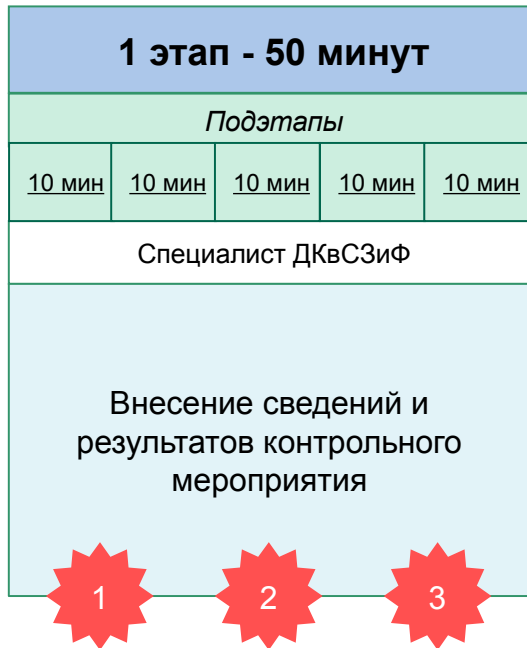 1 этап - 50 минут
Подэтапы
10 мин 10 мин 10 мин 10 мин 10 мин
Специалист ДКвСЗиФ
Внесение сведений и
результатов контрольного
мероприятия
1 2 3